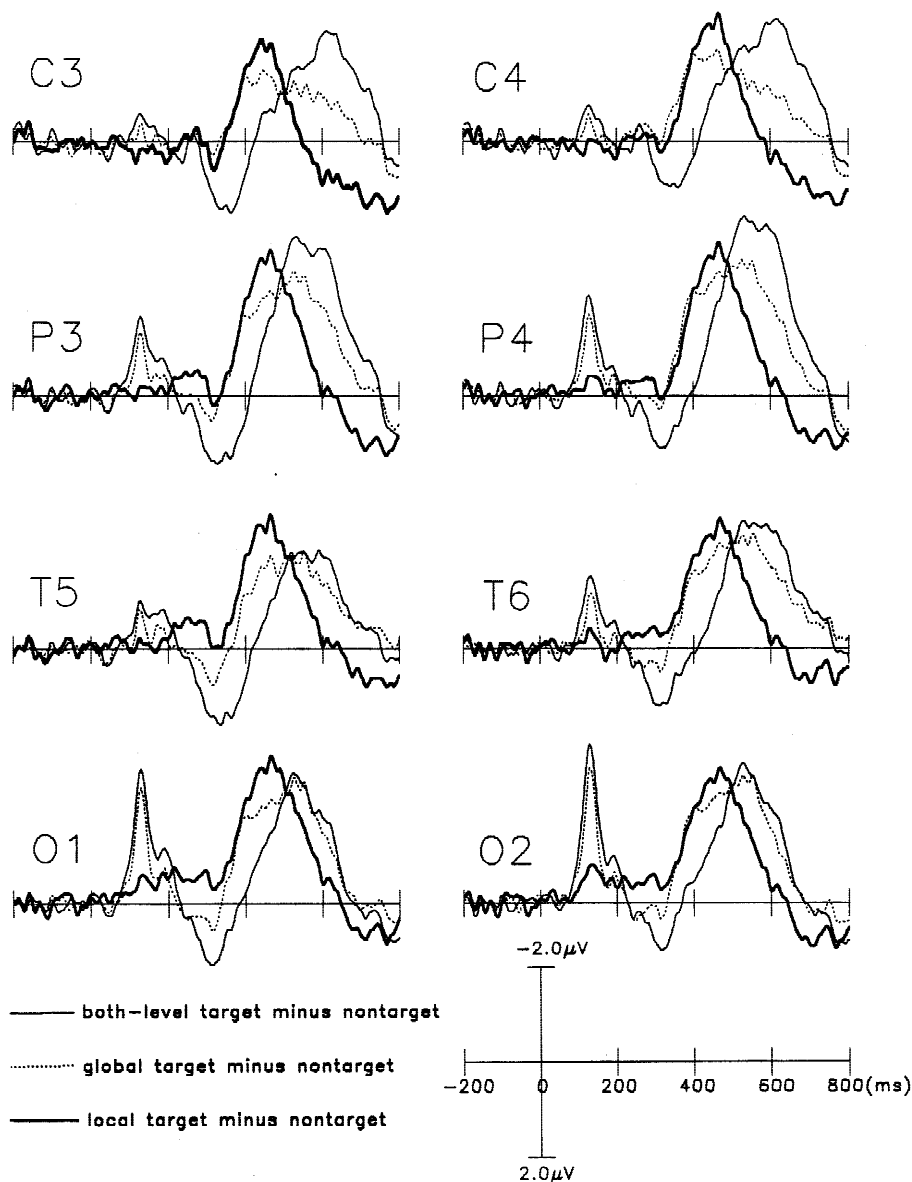 C3
C4
P3
P4
T5
T6
O1
O2
-2.0μV
both-level target minus nontarget
global target minus nontarget
local target minus nontarget
-200 0 200 400 600 800(ms)
2.0μV